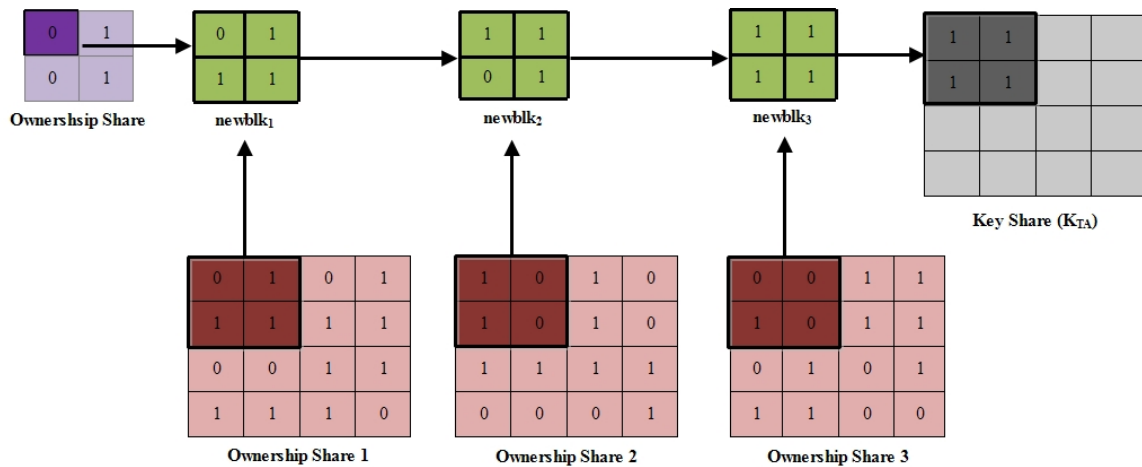 0 1 0 1 1 1 1 1 1 1
0 1 1 1 0 1 1 1 1 1
Ownershsip Share newblk₁ newblk₂ newblk₃
Key Share (K_TA)
0 1 0 1 1 0 1 0 0 0 1 1
1 1 1 1 1 0 1 0 1 0 1 1
0 0 1 1 1 1 1 1 0 1 0 1
1 1 1 0 0 0 0 1 1 1 0 0
Ownership Share 1 Ownership Share 2 Ownership Share 3